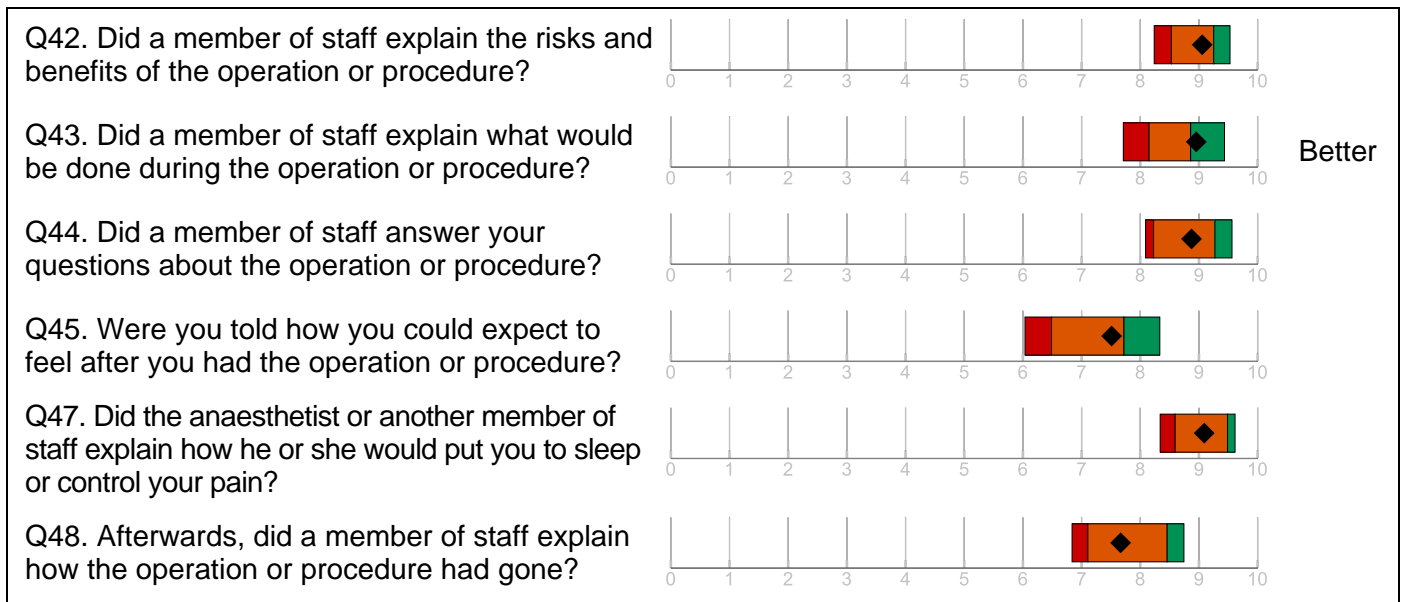 Q42. Did a member of staff explain the risks and
benefits of the operation or procedure?
0 1 2 3 4 5 6 7 8 9 10
Q43. Did a member of staff explain what would
be done during the operation or procedure?
0 1 2 3 4 5 6 7 8 9 10
Better
Q44. Did a member of staff answer your
questions about the operation or procedure?
0 1 2 3 4 5 6 7 8 9 10
Q45. Were you told how you could expect to
feel after you had the operation or procedure?
0 1 2 3 4 5 6 7 8 9 10
Q47. Did the anaesthetist or another member of
staff explain how he or she would put you to sleep
or control your pain?
0 1 2 3 4 5 6 7 8 9 10
Q48. Afterwards, did a member of staff explain
how the operation or procedure had gone?
0 1 2 3 4 5 6 7 8 9 10